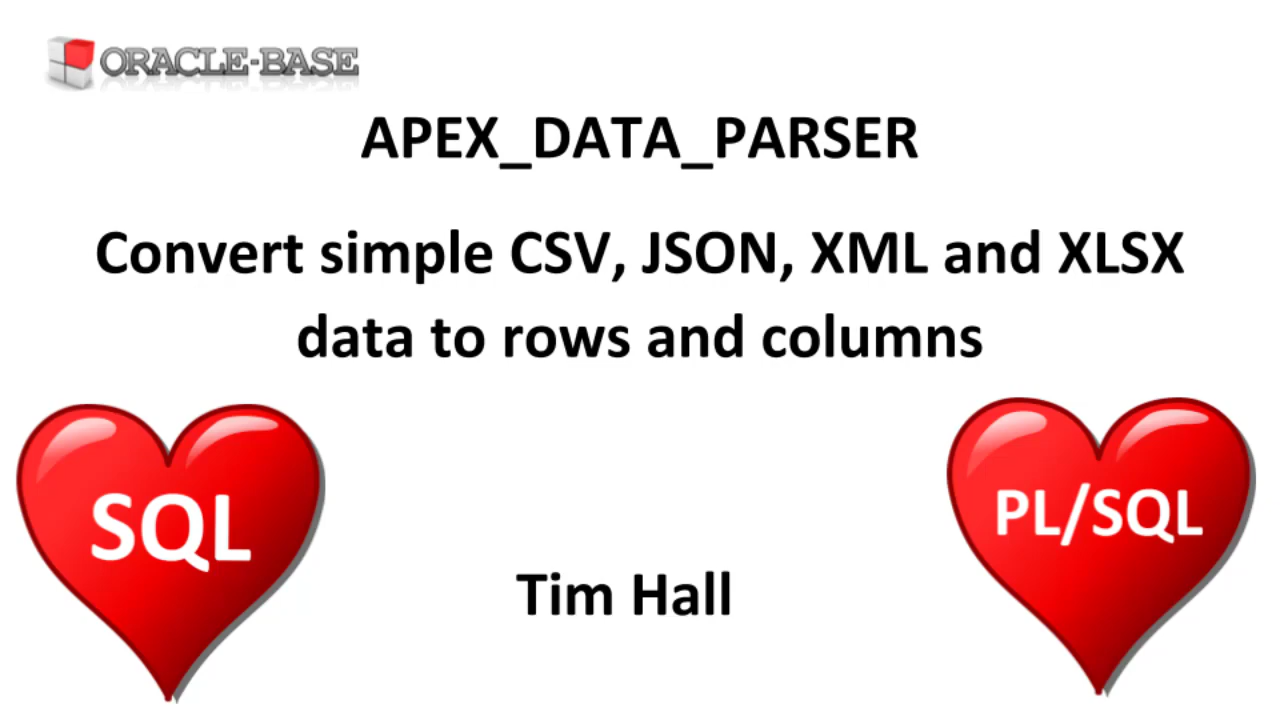 ORACLE-BASE
APEX_DATA_PARSER
Convert simple CSV, JSON, XML and XLSX
data to rows and columns
SQL
PL/SQL
Tim Hall